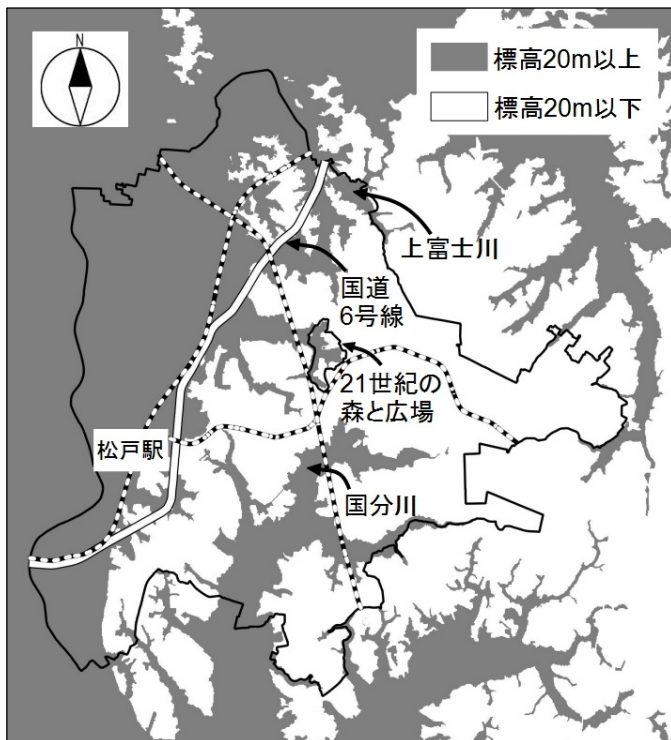 N
標高20m以上
標高20m以下
上富士川
国道
6号線
21世紀の
森と広場
松戸駅
国分川